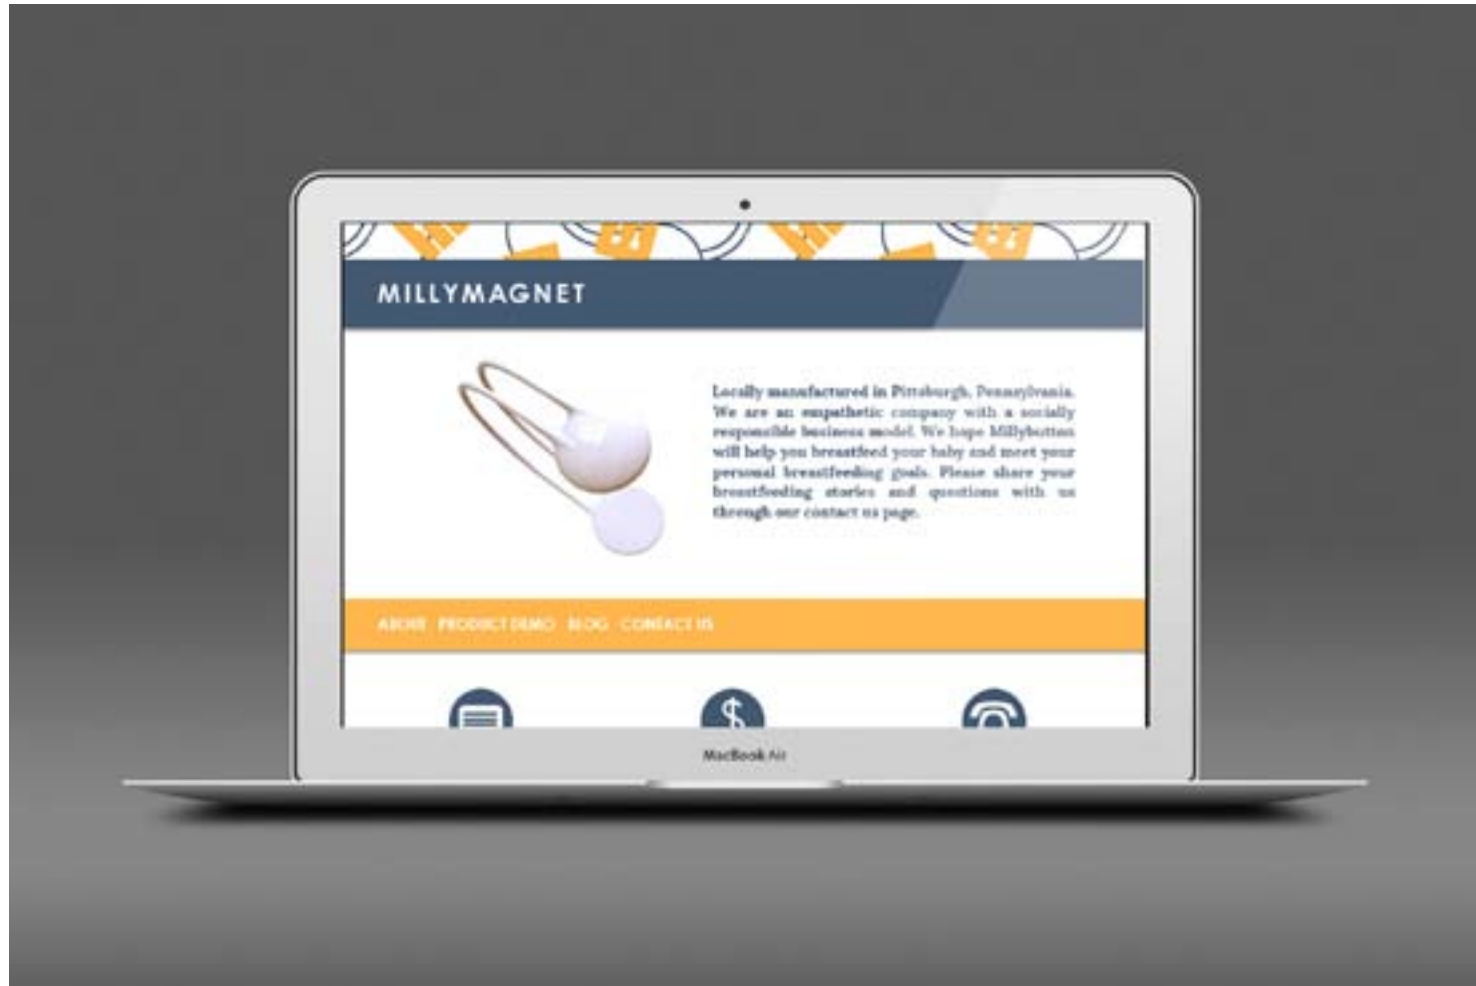 MILLYMAGNET
Locally manufactured in Pittsburgh, Pennsylvania.
We are an empathetic company with a socially
responsible business model. We hope Millybutton
will help you breastfeed your baby and meet your
personal breastfeeding goals. Please share your
breastfeeding stories and questions with us
through our contact us page.
ABOUT PRODUCT DEMO BLOG CONTACT US
$
MacBook Air